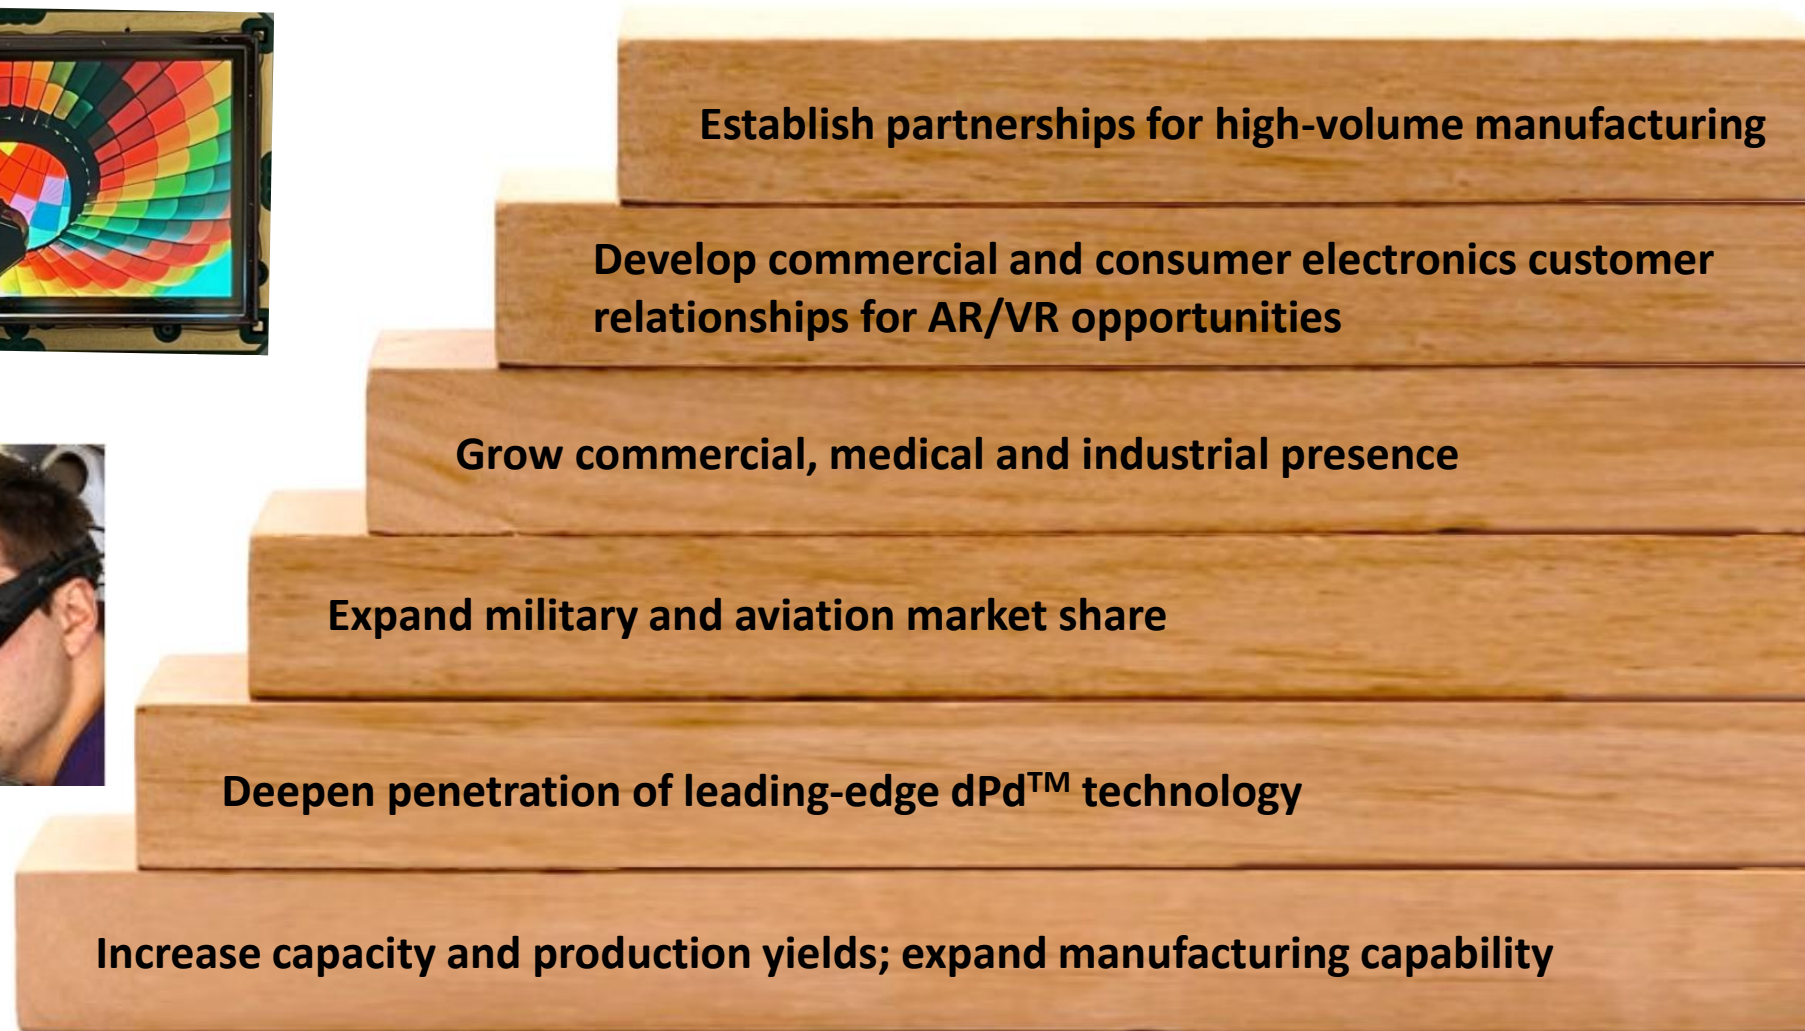 Establish partnerships for high-volume manufacturing
Develop commercial and consumer electronics customer
relationships for AR/VR opportunities
Grow commercial, medical and industrial presence
Expand military and aviation market share
Deepen penetration of leading-edge dPd™ technology
Increase capacity and production yields; expand manufacturing capability